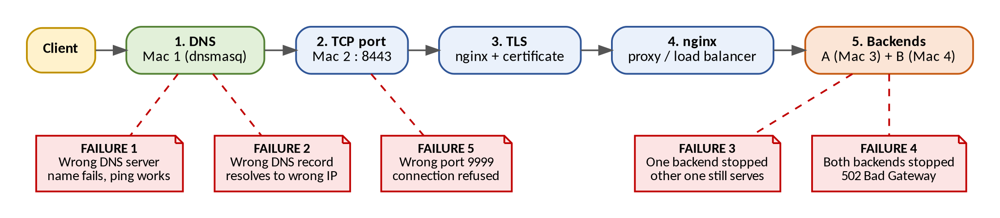 Client
1. DNS
Mac 1 (dnsmasq)
2. TCP port
Mac 2 : 8443
3. TLS
nginx + certificate
4. nginx
proxy / load balancer
5. Backends
A (Mac 3) + B (Mac 4)
FAILURE 1
Wrong DNS server
name fails, ping works
FAILURE 2
Wrong DNS record
resolves to wrong IP
FAILURE 5
Wrong port 9999
connection refused
FAILURE 3
One backend stopped
other one still serves
FAILURE 4
Both backends stopped
502 Bad Gateway